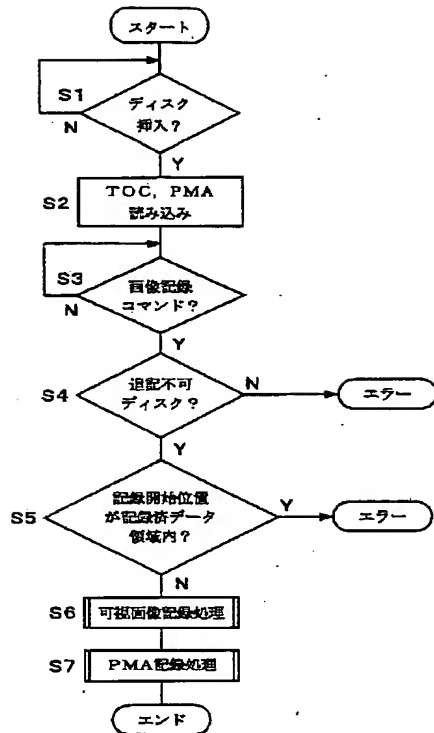 スタート
S1
ディスク
挿入?
N
Y
S2
TOC, PMA
読み込み
S3
画像記録
コマンド?
N
Y
S4
追記不可
ディスク?
N
エラー
Y
S5
記録開始位置
が記録済データ
領域内?
Y
エラー
N
S6
可視画像記録処理
S7
PMA記録処理
エンド